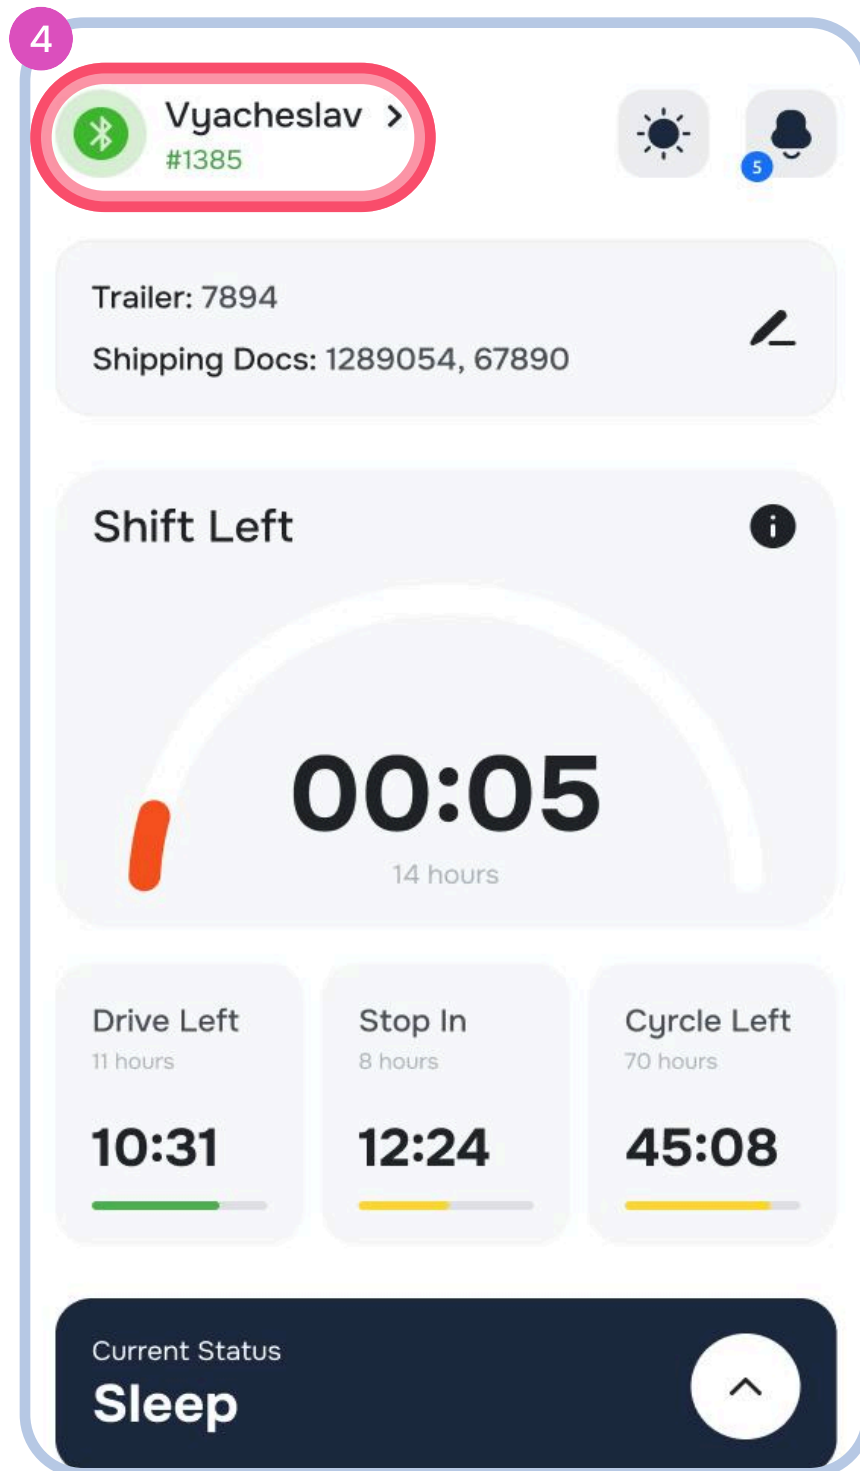 4
Vyacheslav
#1385
5
Trailer: 7894
Shipping Docs: 1289054, 67890
Shift Left
i
00:05
14 hours
Drive Left
11 hours
10:31
Stop In
8 hours
12:24
Cyrcle Left
70 hours
45:08
Current Status
Sleep